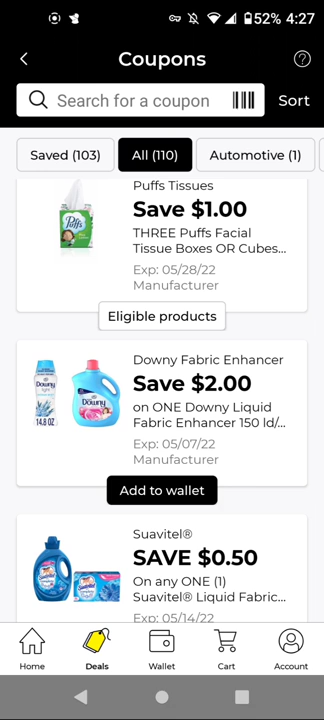 52% 4:27
Coupons
Search for a coupon
Sort
Saved (103)
All (110)
Automotive (1)
Puffs Tissues
Save $1.00
THREE Puffs Facial
Tissue Boxes OR Cubes...
Exp: 05/28/22
Manufacturer
Puffs
Eligible products
Downy Fabric Enhancer
Save $2.00
on ONE Downy Liquid
Fabric Enhancer 150 ld/...
Exp: 05/07/22
Manufacturer
Downy
light
14.8 OZ
Downy
Add to wallet
Suavitel®
SAVE $0.50
On any ONE (1)
Suavitel® Liquid Fabric...
Exp: 05/14/22
Suavitel
Suavitel
Home
Deals
Wallet
Cart
Account